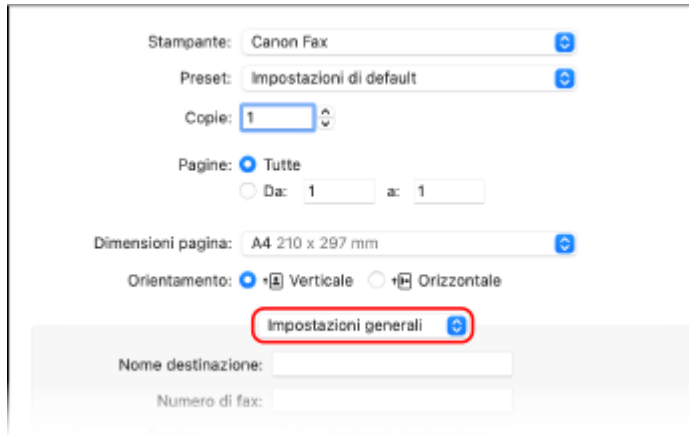 Stampante: Canon Fax
Preset: Impostazioni di default
Copie: 1
Pagine: Tutte
Da: 1 a: 1
Dimensioni pagina: A4 210 x 297 mm
Orientamento: Verticale Orizzontale
Impostazioni generali
Nome destinazione:
Numero di fax: